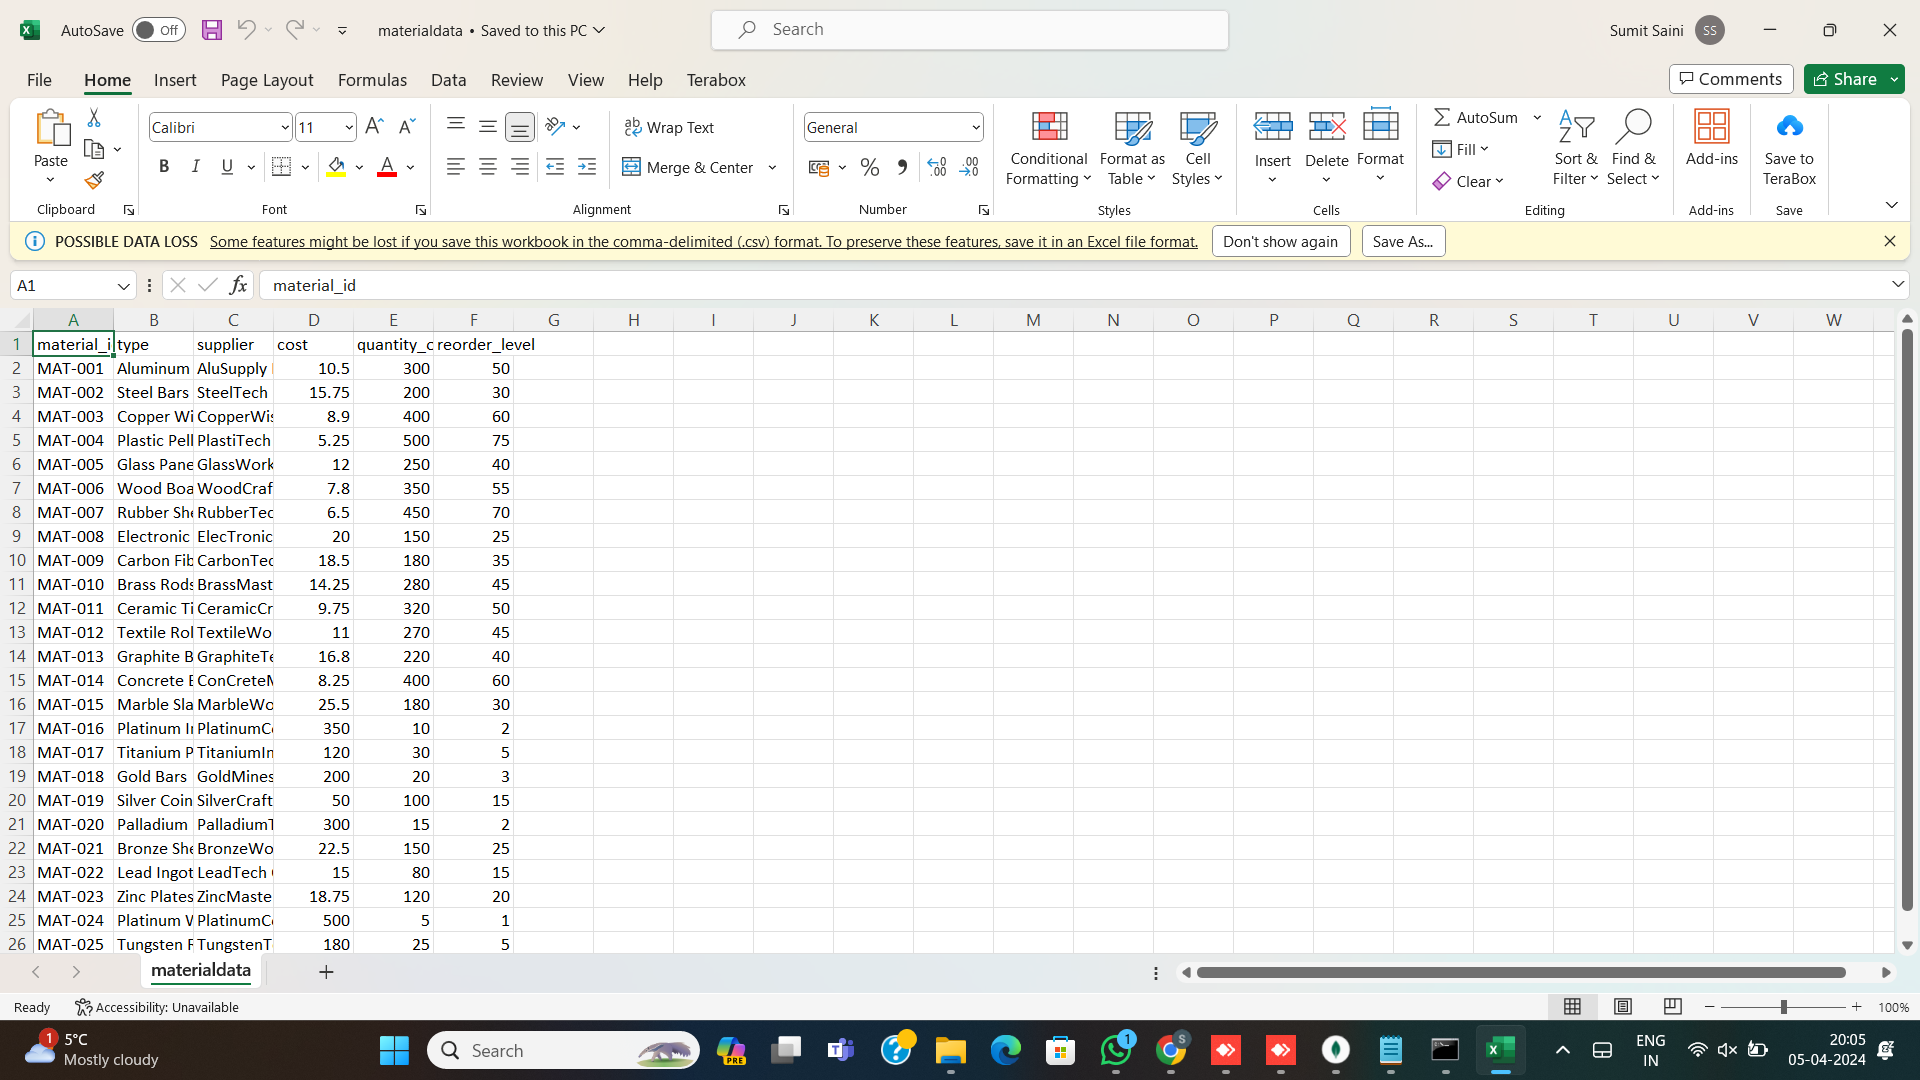 AutoSave Off materialdata • Saved to this PC Search Sumit Saini SS
File Home Insert Page Layout Formulas Data Review View Help Terabox Comments Share
Paste Calibri 11 Wrap Text General Conditional Formatting Format as Table Cell Styles Insert Delete Format AutoSum Fill Clear Sort & Filter Find & Select Add-ins Save to TeraBox
B I U A Merge & Center % 
Clipboard Font Alignment Number Styles Cells Editing Add-ins Save
POSSIBLE DATA LOSS Some features might be lost if you save this workbook in the comma-delimited (.csv) format. To preserve these features, save it in an Excel file format. Don't show again Save As...
A1 fx material_id
A B C D E F G H I J K L M N O P Q R S T U V W
1 material_i type supplier cost quantity_c reorder_level
2 MAT-001 Aluminum AluSupply 10.5 300 50
3 MAT-002 Steel Bars SteelTech 15.75 200 30
4 MAT-003 Copper Wi CopperWis 8.9 400 60
5 MAT-004 Plastic Pell PlastiTech 5.25 500 75
6 MAT-005 Glass Pane GlassWork 12 250 40
7 MAT-006 Wood Boa WoodCraf 7.8 350 55
8 MAT-007 Rubber She RubberTec 6.5 450 70
9 MAT-008 Electronic ElecTronic 20 150 25
10 MAT-009 Carbon Fib CarbonTec 18.5 180 35
11 MAT-010 Brass Rods BrassMast 14.25 280 45
12 MAT-011 Ceramic Ti CeramicCr 9.75 320 50
13 MAT-012 Textile Rol TextileWo 11 270 45
14 MAT-013 Graphite B GraphiteTe 16.8 220 40
15 MAT-014 Concrete B ConCreteM 8.25 400 60
16 MAT-015 Marble Sla MarbleWo 25.5 180 30
17 MAT-016 Platinum In PlatinumCo 350 10 2
18 MAT-017 Titanium P TitaniumIn 120 30 5
19 MAT-018 Gold Bars GoldMines 200 20 3
20 MAT-019 Silver Coin SilverCraft 50 100 15
21 MAT-020 Palladium PalladiumT 300 15 2
22 MAT-021 Bronze She BronzeWo 22.5 150 25
23 MAT-022 Lead Ingot LeadTech 15 80 15
24 MAT-023 Zinc Plates ZincMaste 18.75 120 20
25 MAT-024 Platinum W PlatinumCo 500 5 1
26 MAT-025 Tungsten R TungstenT 180 25 5
materialdata
Ready Accessibility: Unavailable 100%
1 5°C Search PRE 1 S ENG 20:05
Mostly cloudy IN 05-04-2024